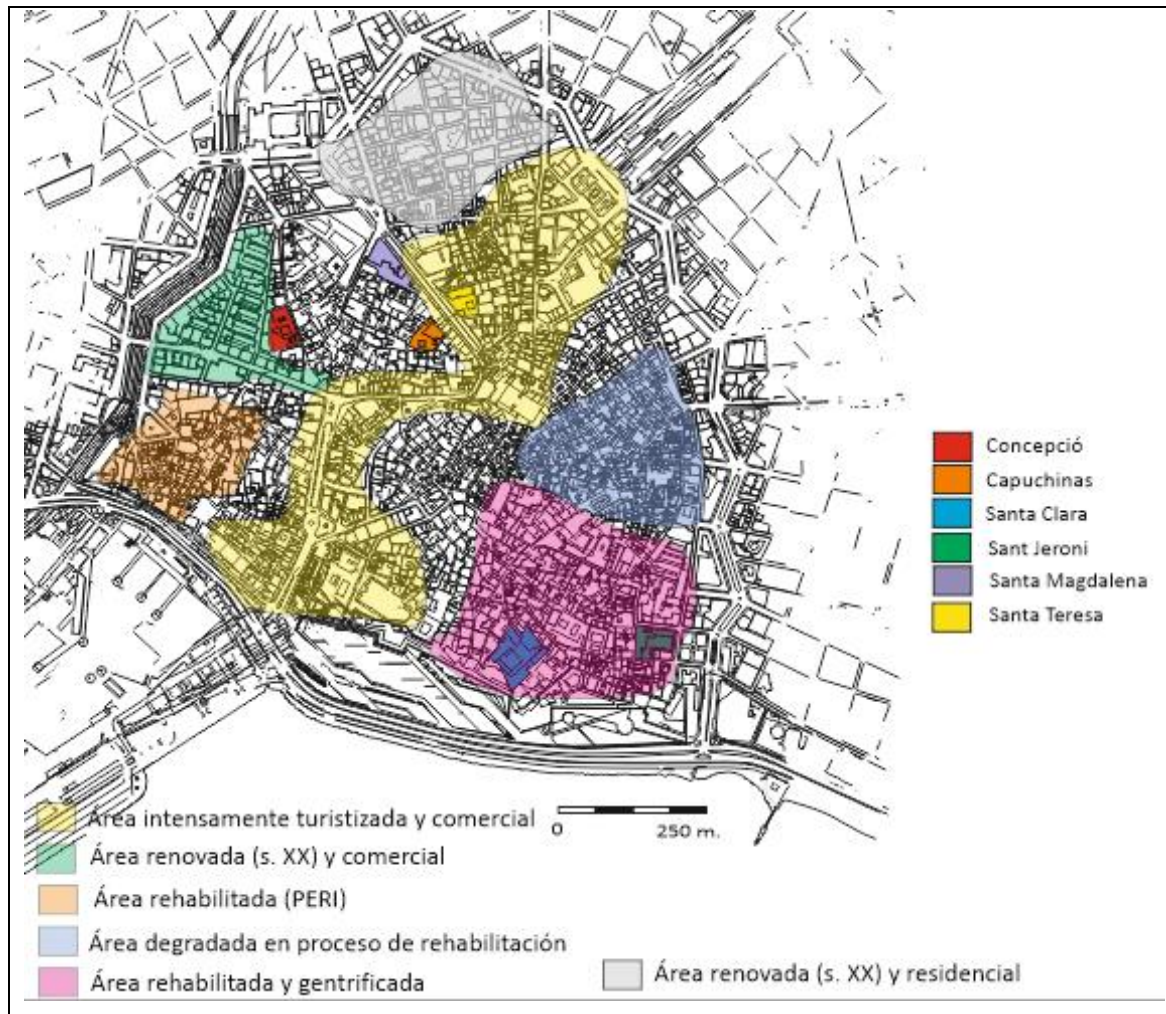 Concepció
Capuchinas
Santa Clara
Sant Jeroni
Santa Magdalena
Santa Teresa
Área intensamente turistizada y comercial
0 250 m.
Área renovada (s. XX) y comercial
Área rehabilitada (PERI)
Área degradada en proceso de rehabilitación
Área rehabilitada y gentrificada
Área renovada (s. XX) y residencial